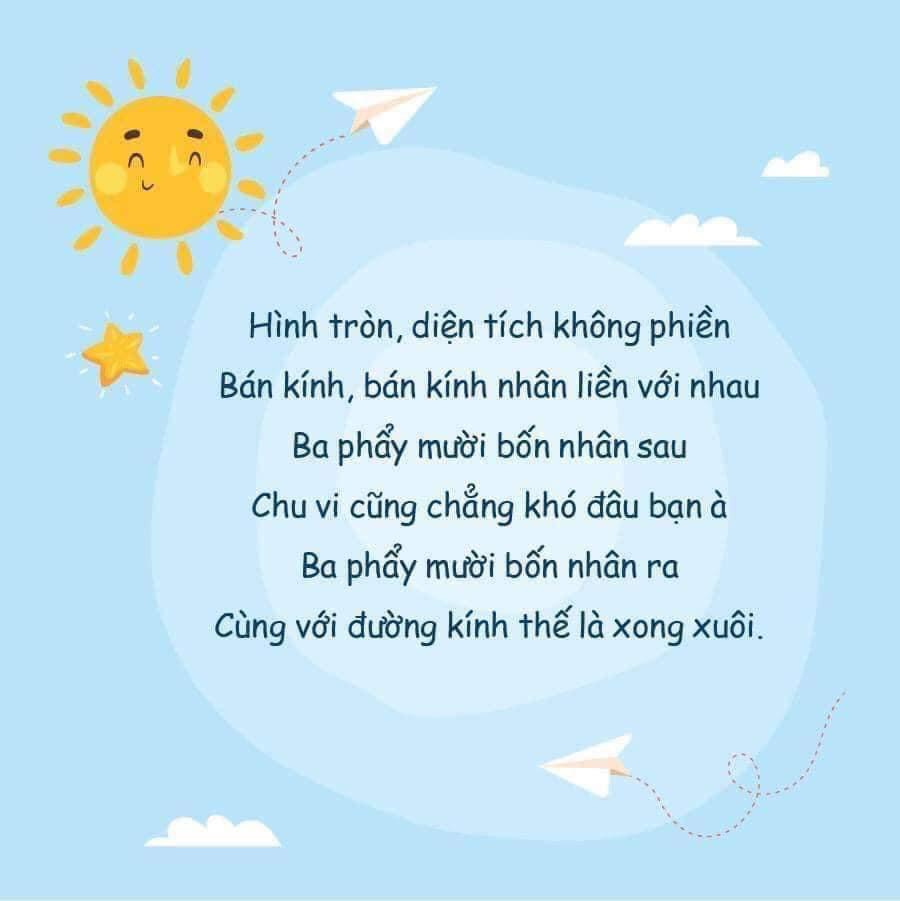 Hình tròn, diện tích không phiền
Bán kính, bán kính nhân liền với nhau
Ba phẩy mười bốn nhân sau
Chu vi cũng chẳng khó đâu bạn à
Ba phẩy mười bốn nhân ra
Cùng với đường kính thế là xong xuôi.